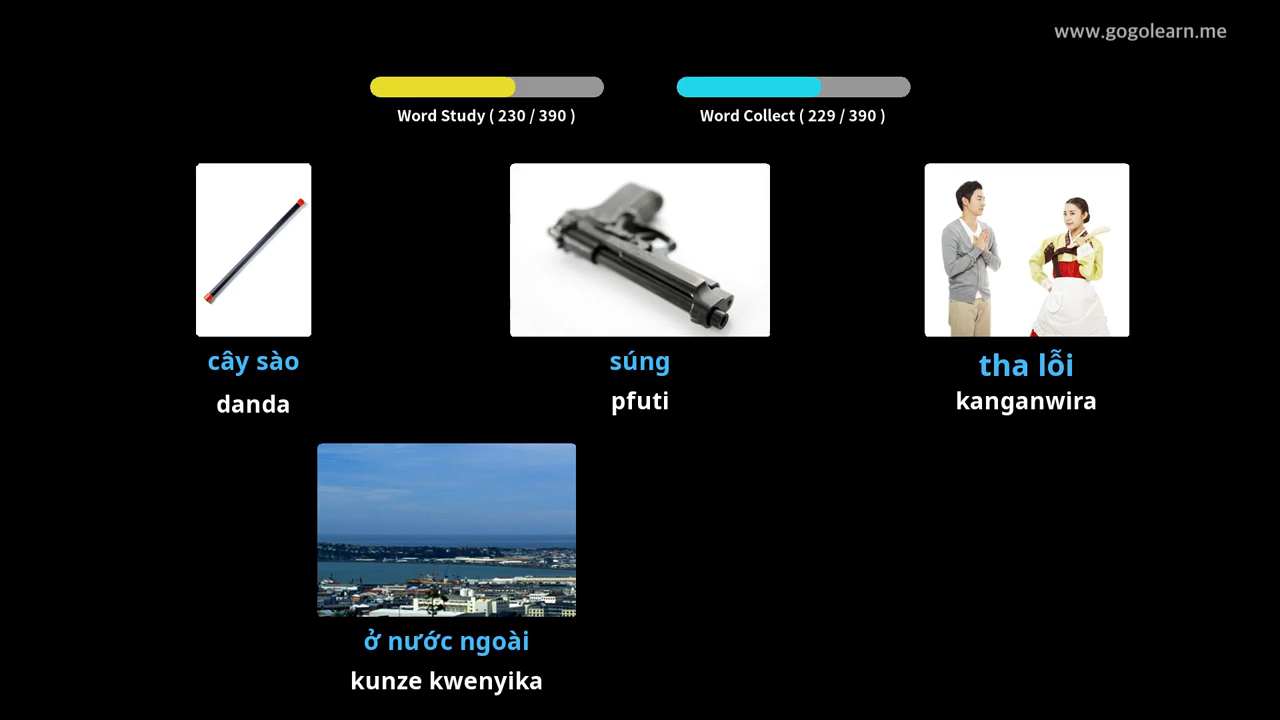 www.gogolearn.me
Word Study ( 230 / 390 )
Word Collect ( 229 / 390 )
cây sào
danda
súng
pfuti
tha lỗi
kanganwira
ở nước ngoài
kunze kwenyika